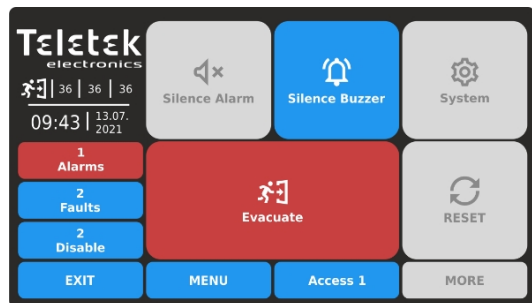 Teletek
electronics
36 | 36 | 36
09:43 | 13.07.
2021
Silence Alarm
Silence Buzzer
System
1
Alarms
2
Faults
2
Disable
Evacuate
RESET
EXIT
MENU
Access 1
MORE